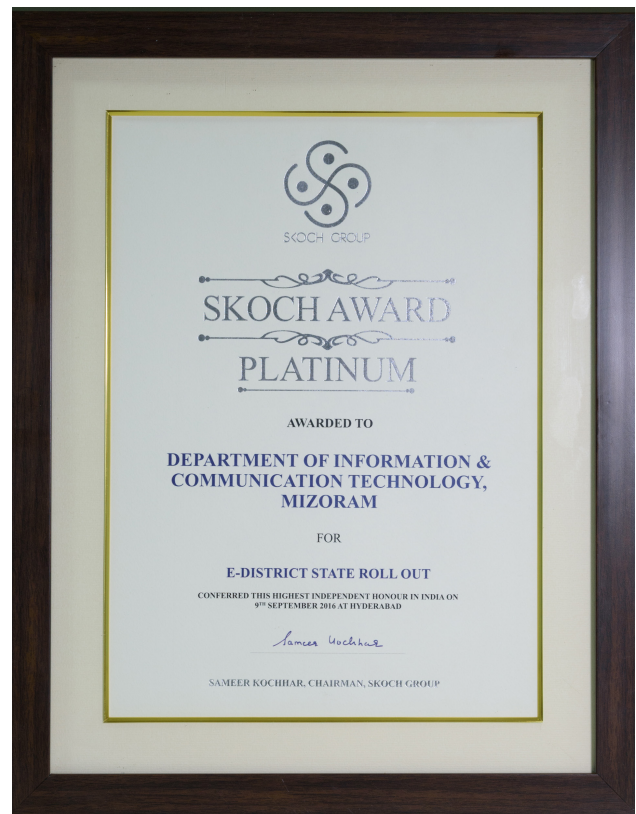 SKOCH GROUP
SKOCH AWARD
PLATINUM
AWARDED TO
DEPARTMENT OF INFORMATION &
COMMUNICATION TECHNOLOGY,
MIZORAM
FOR
E-DISTRICT STATE ROLL OUT
CONFERRED THIS HIGHEST INDEPENDENT HONOUR IN INDIA ON
9TH SEPTEMBER 2016 AT HYDERABAD
Sameer Kochhar
SAMEER KOCHHAR, CHAIRMAN, SKOCH GROUP